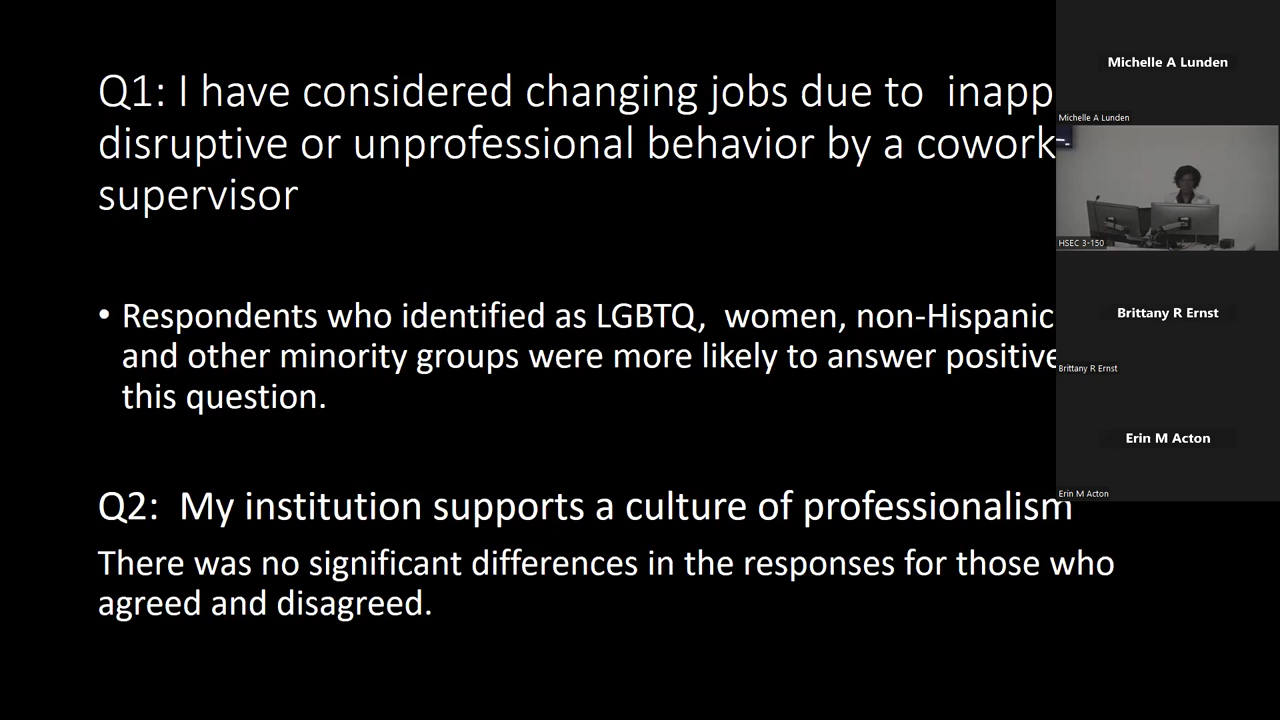 Q1: I have considered changing jobs due to inapp
disruptive or unprofessional behavior by a cowork
supervisor
• Respondents who identified as LGBTQ, women, non-Hispanic
and other minority groups were more likely to answer positive
this question.
Q2: My institution supports a culture of professionalism
There was no significant differences in the responses for those who
agreed and disagreed.
Michelle A Lunden
Michelle A Lunden
HSEC 3-150
Brittany R Ernst
Brittany R Ernst
Erin M Acton
Erin M Acton